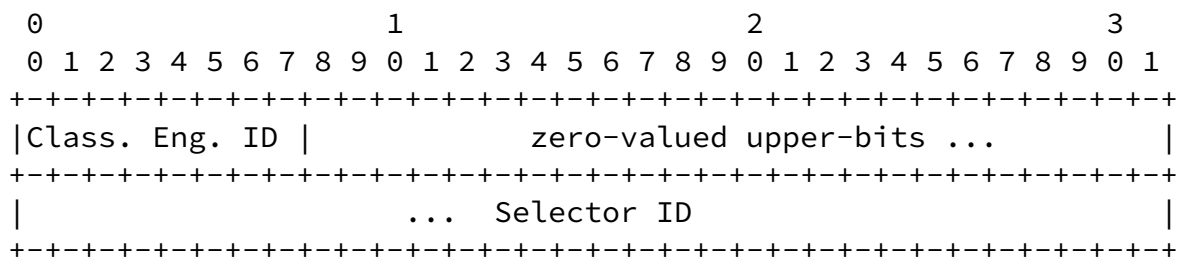 0                   1                   2                   3
 0 1 2 3 4 5 6 7 8 9 0 1 2 3 4 5 6 7 8 9 0 1 2 3 4 5 6 7 8 9 0 1
+-+-+-+-+-+-+-+-+-+-+-+-+-+-+-+-+-+-+-+-+-+-+-+-+-+-+-+-+-+-+-+-+
|Class. Eng. ID |            zero-valued upper-bits ...         |
+-+-+-+-+-+-+-+-+-+-+-+-+-+-+-+-+-+-+-+-+-+-+-+-+-+-+-+-+-+-+-+-+
|                     ...  Selector ID                          |
+-+-+-+-+-+-+-+-+-+-+-+-+-+-+-+-+-+-+-+-+-+-+-+-+-+-+-+-+-+-+-+-+